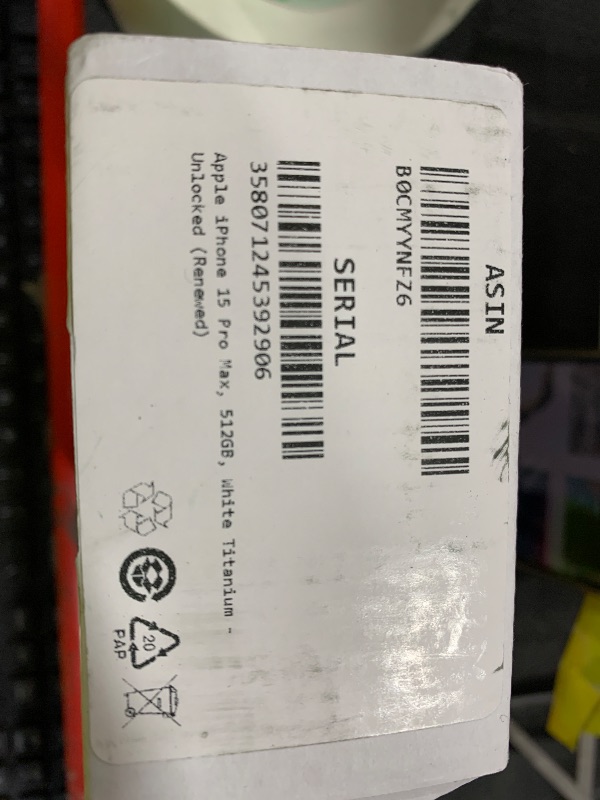 ASIN
B0CMYYNFZ6
SERIAL
358071245392906
Apple iPhone 15 Pro Max, 512GB, White Titanium -
Unlocked (Renewed)
20
PAP